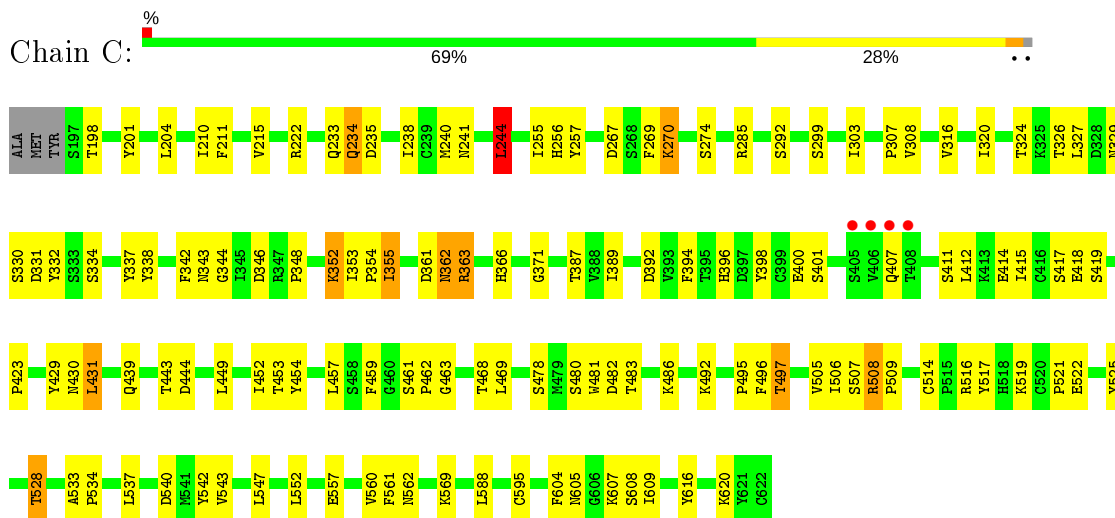 %
Chain C:
69% 28% • •
ALA MET TYR S197 T198 Y201 L204 I210 F211 V215 R222 Q233 Q234 D235 I238 C239 M240 N241 L244 I255 H256 Y257 D267 S268 F269 K270 S274 R285 S292 S299 I303 P307 V308 V316 I320 T324 K325 T326 L327 D328
S330 D331 Y332 S333 S334 Y337 Y338 F342 N343 G344 I345 D346 R347 P348 K352 I353 P354 I355 D361 N362 R363 H366 G371 T387 V388 I389 D392 V393 F394 T395 H396 D397 Y398 C399 E400 S401 S405 V406 Q407 T408 S411 L412 K413 E414 I415 C416 S417 E418 S419
P423 Y429 N430 L431 Q439 T443 D444 L449 I452 T453 Y454 L457 S458 F459 G460 S461 P462 G463 T468 L469 S478 M479 S480 W481 D482 T483 K486 K492 P495 F496 T497 V505 I506 S507 R508 P509 C514 P515 R516 Y517 H518 K519 C520 P521 E522
T528 A533 P534 L537 D540 M541 Y542 V543 L547 L552 E557 V560 F561 N562 K569 L588 C595 F604 N605 G606 K607 S608 I609 Y616 K620 Y621 C622